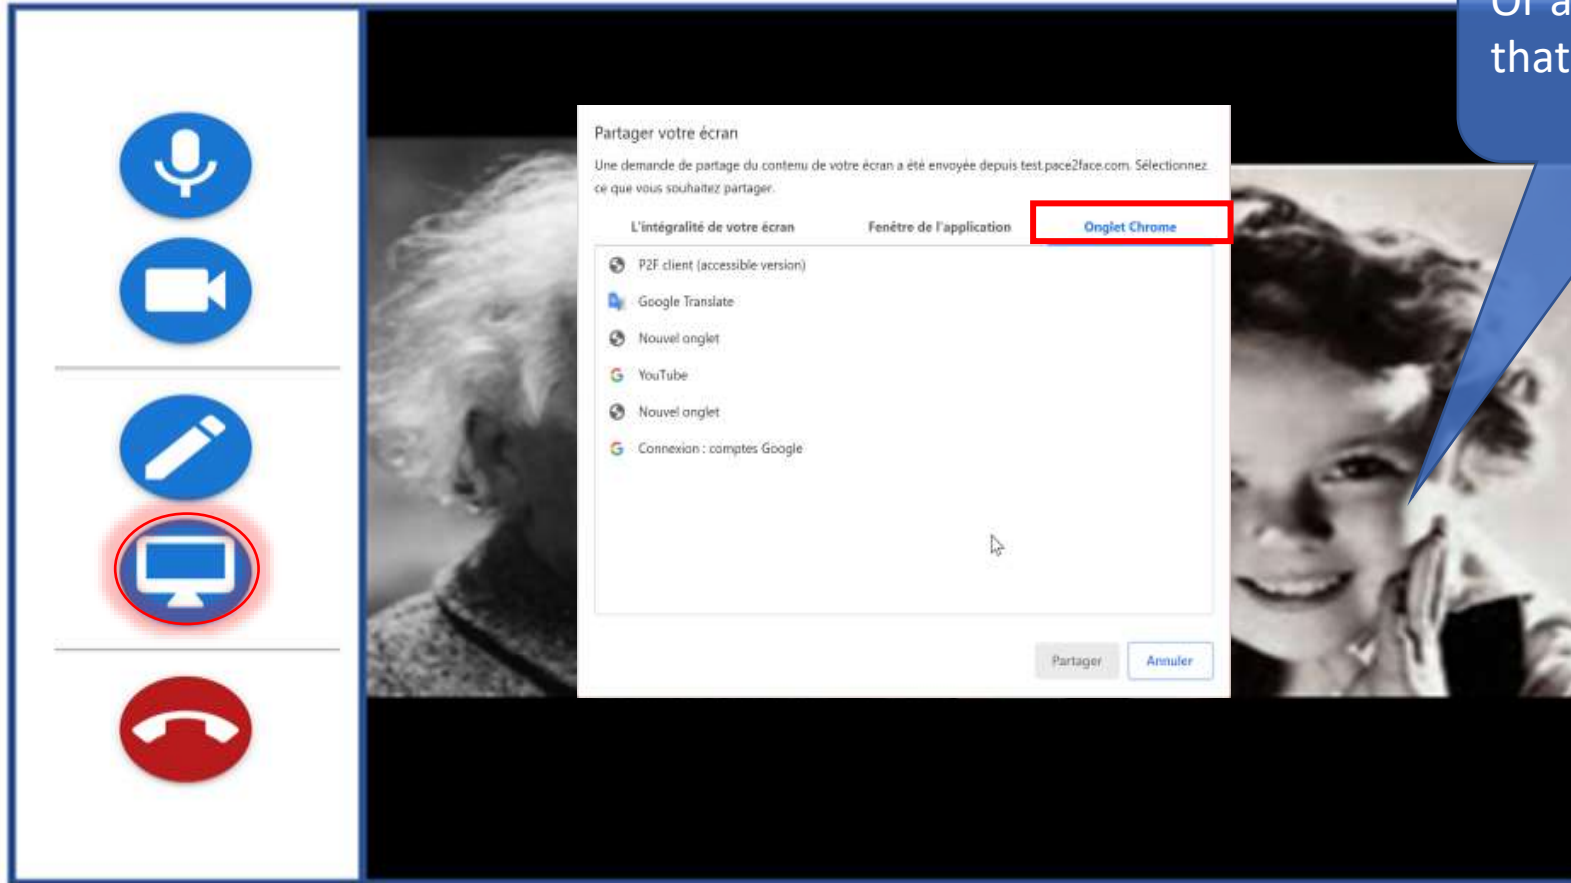 Or a
that
Partager votre écran
Une demande de partage du contenu de votre écran a été envoyée depuis test.pace2face.com. Sélectionnez
ce que vous souhaitez partager.
L'intégralité de votre écran Fenêtre de l'application Onglet Chrome
P2F client (accessible version)
Google Translate
Nouvel onglet
YouTube
Nouvel onglet
Connexion : comptes Google
Partager Annuler